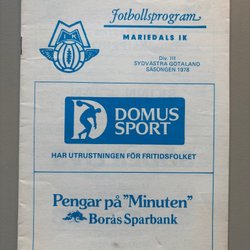 Fotbollsprogram
MARIEDALS IK
Div. III
SYDVÄSTRA GÖTALAND
SÄSONGEN 1978
DOMUS
SPORT
HAR UTRUSTNINGEN FÖR FRITIDSFOLKET
Pengar på "Minuten"
Borås Sparbank